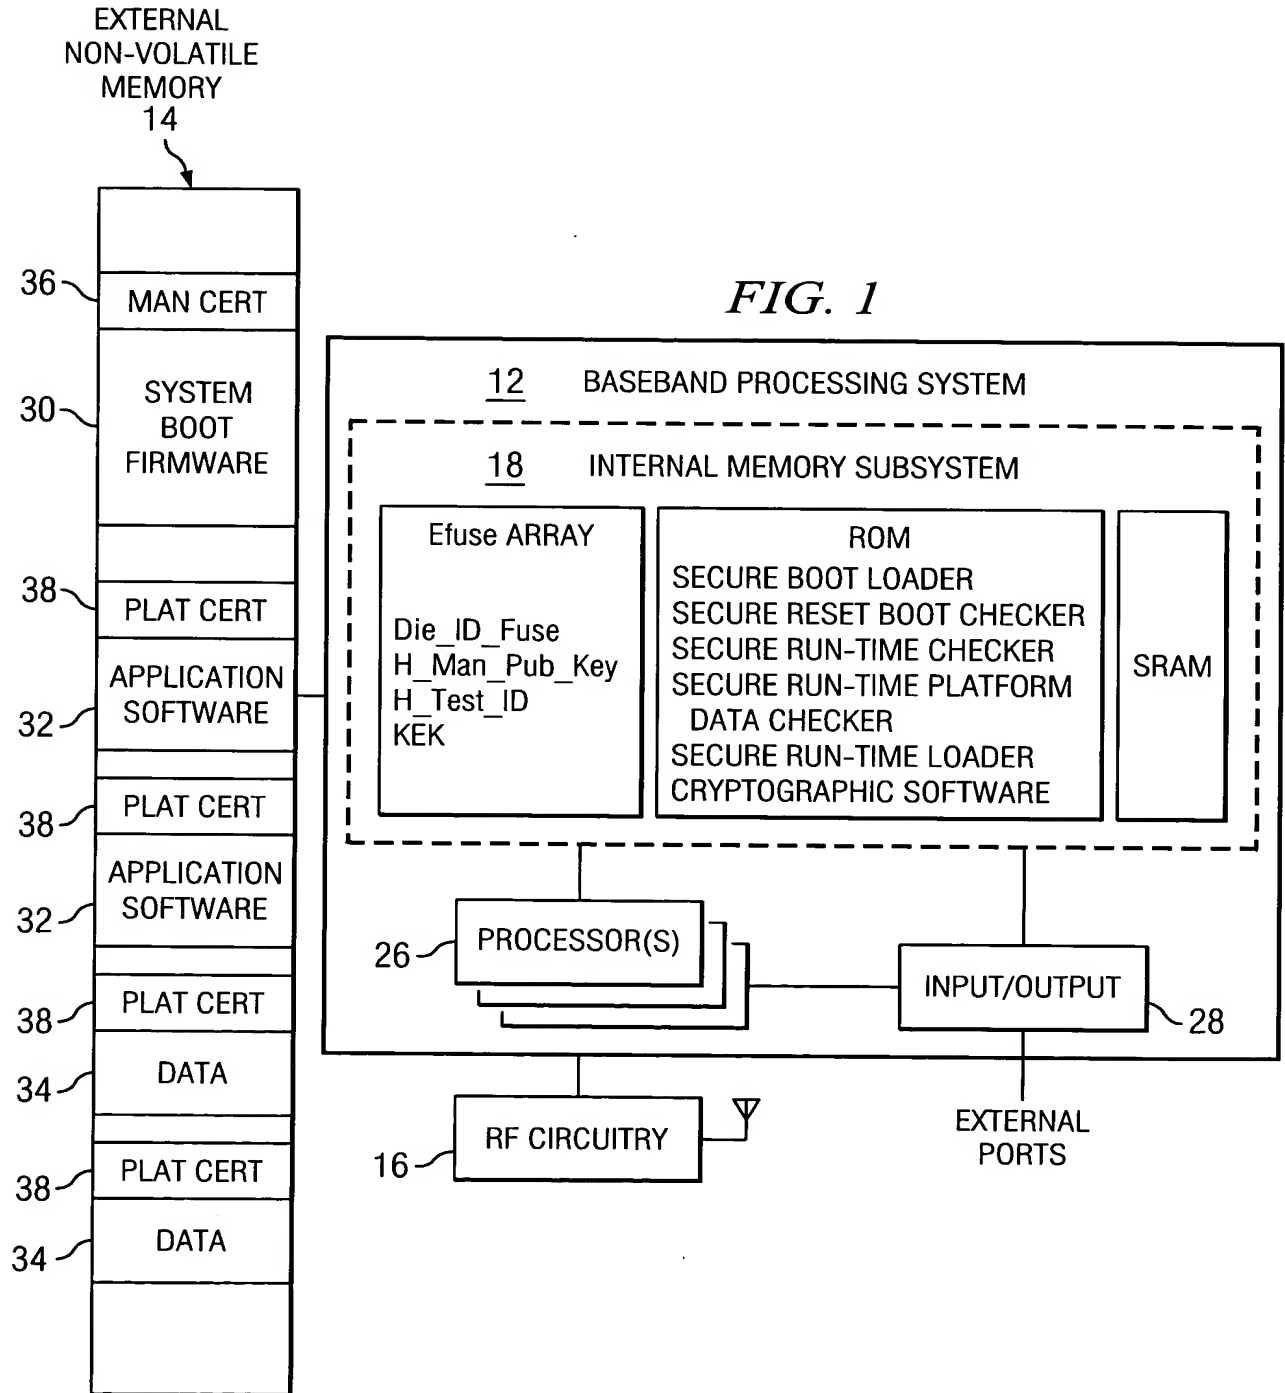 EXTERNAL
NON-VOLATILE
MEMORY
14
36
MAN CERT
30
SYSTEM
BOOT
FIRMWARE
38
PLAT CERT
32
APPLICATION
SOFTWARE
38
PLAT CERT
32
APPLICATION
SOFTWARE
38
PLAT CERT
34
DATA
38
PLAT CERT
34
DATA
FIG. 1
12 BASEBAND PROCESSING SYSTEM
18 INTERNAL MEMORY SUBSYSTEM
Efuse ARRAY
Die_ID_Fuse
H_Man_Pub_Key
H_Test_ID
KEK
ROM
SECURE BOOT LOADER
SECURE RESET BOOT CHECKER
SECURE RUN-TIME CHECKER
SECURE RUN-TIME PLATFORM
DATA CHECKER
SECURE RUN-TIME LOADER
CRYPTOGRAPHIC SOFTWARE
SRAM
26
PROCESSOR(S)
INPUT/OUTPUT
28
16
RF CIRCUITRY
EXTERNAL
PORTS